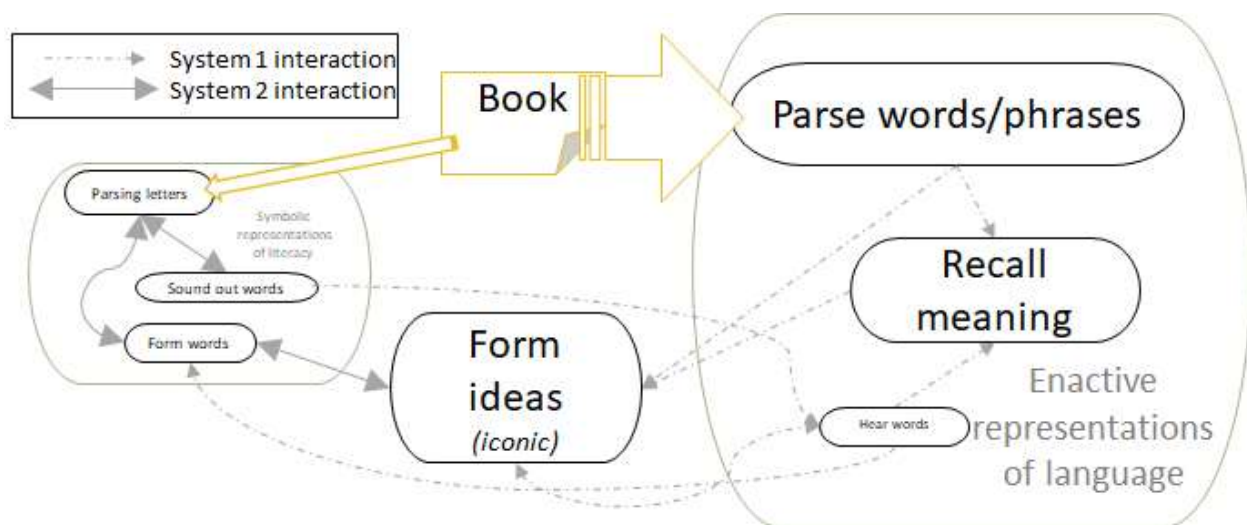 System 1 interaction
System 2 interaction
Book
Parse words/phrases
Parsing letters
Symbolic
representations
of literacy
Sound out words
Form words
Form
ideas
(iconic)
Recall
meaning
Hear words
Enactive
representations
of language